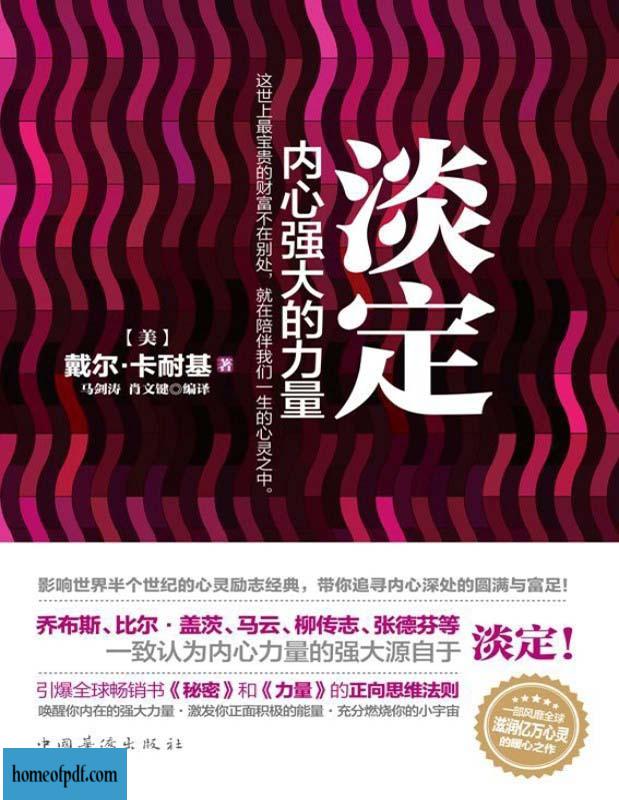 淡定
内心强大的力量
这世上最宝贵的财富不在别处，就在陪伴我们一生的心灵之中。
【美】
戴尔·卡耐基 著
马剑涛 肖文键◎编译
影响世界半个世纪的心灵励志经典，带你追寻内心深处的圆满与富足！
乔布斯、比尔·盖茨、马云、柳传志、张德芬等
一致认为内心力量的强大源自于
淡定！
引爆全球畅销书《秘密》和《力量》的正向思维法则
唤醒你内在的强大力量·激发你正面积极的能量·充分燃烧你的小宇宙
一部风靡全球
滋润亿万心灵
的暖心之作
中国华侨出版社
homeofpdf.com